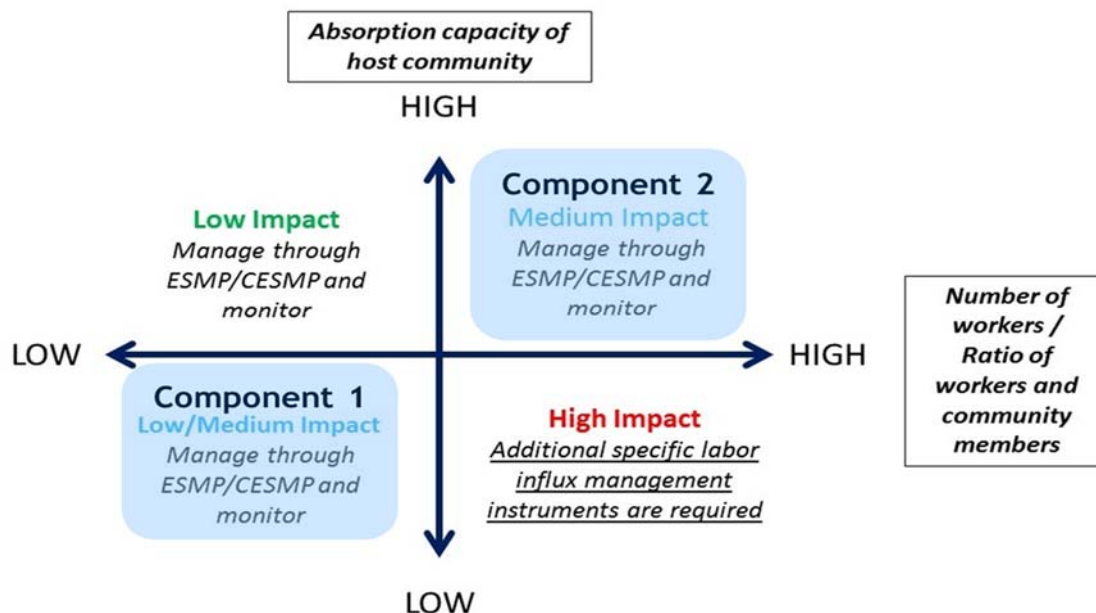 Absorption capacity of
host community
HIGH
Component 2
Medium Impact
Manage through
ESMP/CESMP and
monitor
Low Impact
Manage through
ESMP/CESMP and
monitor
LOW
HIGH
Number of
workers /
Ratio of
workers and
community
members
Component 1
Low/Medium Impact
Manage through
ESMP/CESMP and
monitor
High Impact
Additional specific labor
influx management
instruments are required
LOW